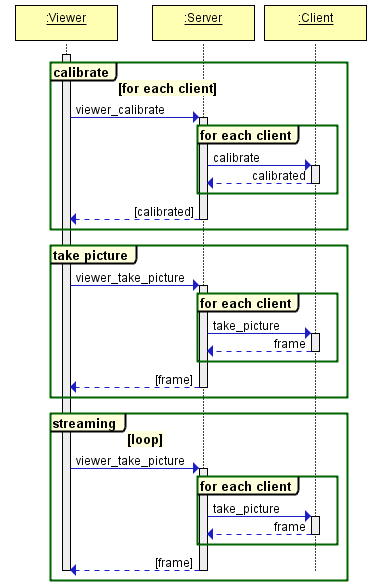 :Viewer
:Server
:Client
calibrate
[for each client]
viewer_calibrate
for each client
calibrate
calibrated
[calibrated]
take picture
viewer_take_picture
for each client
take_picture
frame
[frame]
streaming
[loop]
viewer_take_picture
for each client
take_picture
frame
[frame]